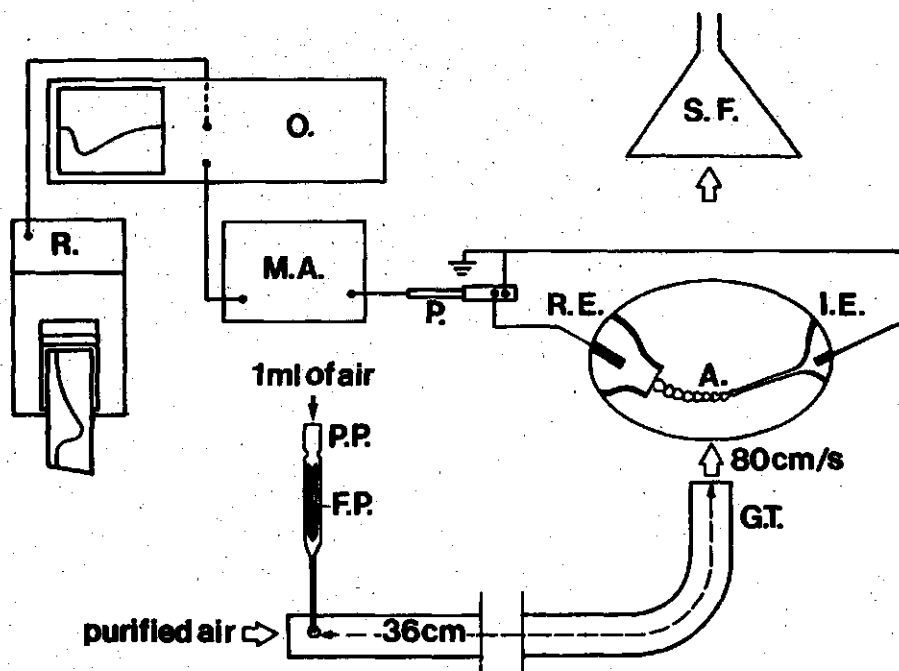 S. F.
O.
R.
M.A.
P.
R.E.
I.E.
A.
1ml of air
P.P.
F.P.
80cm/s
G.T.
purified air
36cm